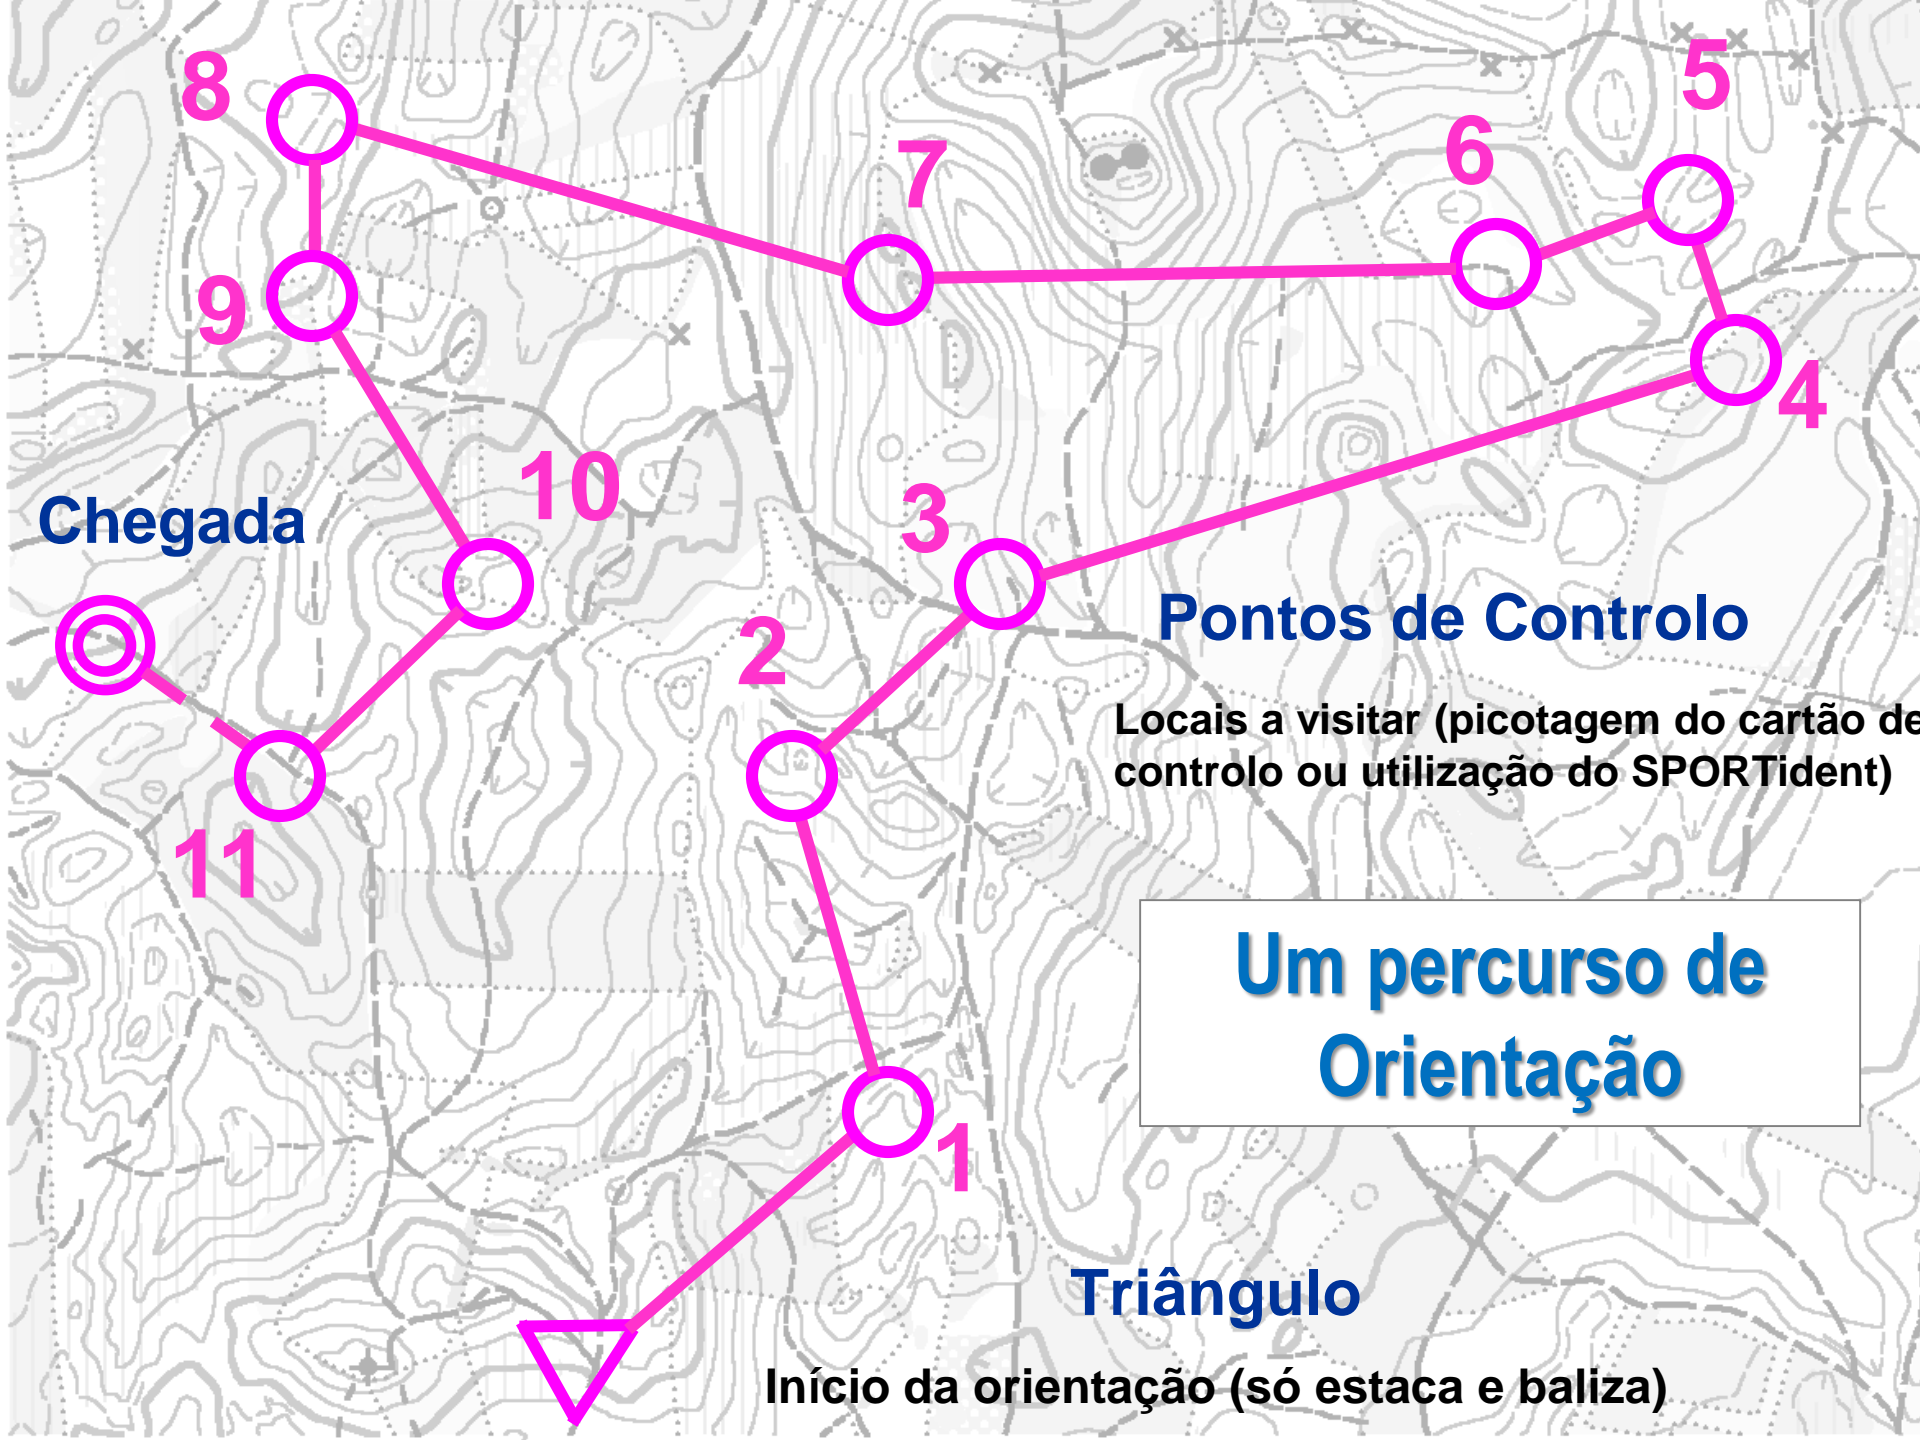 8
5
6
7
9
4
10
Chegada
3
Pontos de Controlo
2
Locais a visitar (picotagem do cartão de
controlo ou utilização do SPORTident)
11
Um percurso de
Orientação
1
Triângulo
Início da orientação (só estaca e baliza)